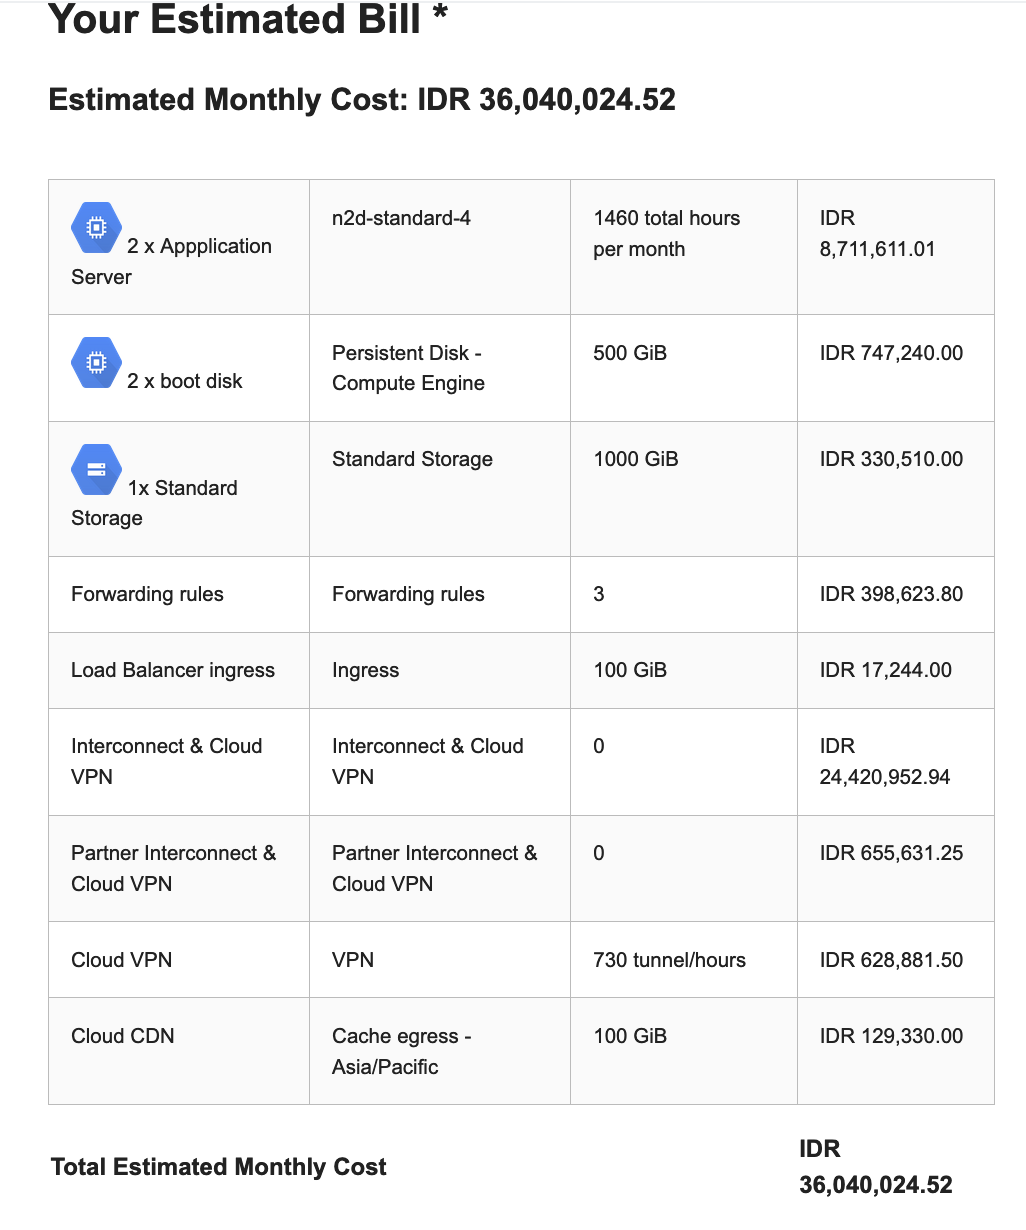 Your Estimated Bill *
Estimated Monthly Cost: IDR 36,040,024.52
2 x Appplication
Server
n2d-standard-4
1460 total hours
per month
IDR
8,711,611.01
2 x boot disk
Persistent Disk -
Compute Engine
500 GiB
IDR 747,240.00
1x Standard
Storage
Standard Storage
1000 GiB
IDR 330,510.00
Forwarding rules
Forwarding rules
3
IDR 398,623.80
Load Balancer ingress
Ingress
100 GiB
IDR 17,244.00
Interconnect & Cloud
VPN
Interconnect & Cloud
VPN
0
IDR
24,420,952.94
Partner Interconnect &
Cloud VPN
Partner Interconnect &
Cloud VPN
0
IDR 655,631.25
Cloud VPN
VPN
730 tunnel/hours
IDR 628,881.50
Cloud CDN
Cache egress -
Asia/Pacific
100 GiB
IDR 129,330.00
Total Estimated Monthly Cost
IDR
36,040,024.52